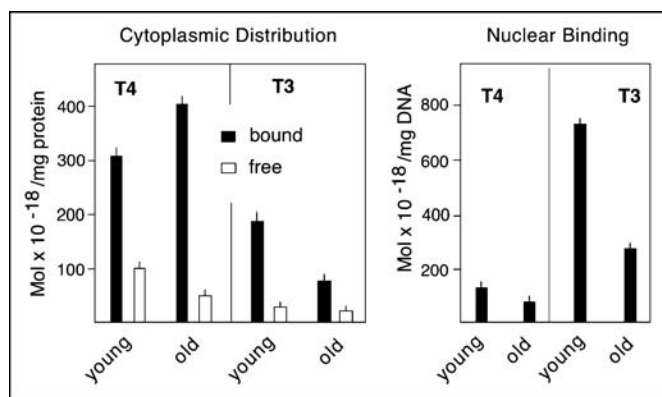 Cytoplasmic Distribution
Nuclear Binding
T4
T3
bound
free
Mol x 10 -18 /mg protein
400
300
200
100
young
old
young
old
T4
T3
Mol x 10 -18 /mg DNA
800
600
400
200
young
old
young
old